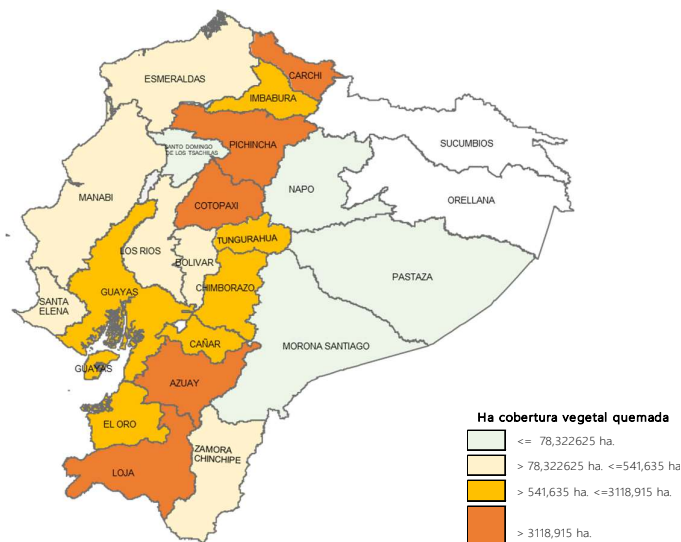 ESMERALDAS
CARCHI
IMBABURA
SUCUMBIOS
PICHINCHA
SANTO DOMINGO
DE LOS TSACHILAS
NAPO
ORELLANA
MANABI
COTOPAXI
TUNGURAHUA
LOS RIOS
BOLIVAR
PASTAZA
CHIMBORAZO
GUAYAS
SANTA
ELENA
CAÑAR
MORONA SANTIAGO
GUAYAS
AZUAY
EL ORO
ZAMORA
CHINCHIPE
LOJA
Ha cobertura vegetal quemada
<= 78,322625 ha.
> 78,322625 ha. <=541,635 ha
> 541,635 ha. <=3118,915 ha.
> 3118,915 ha.